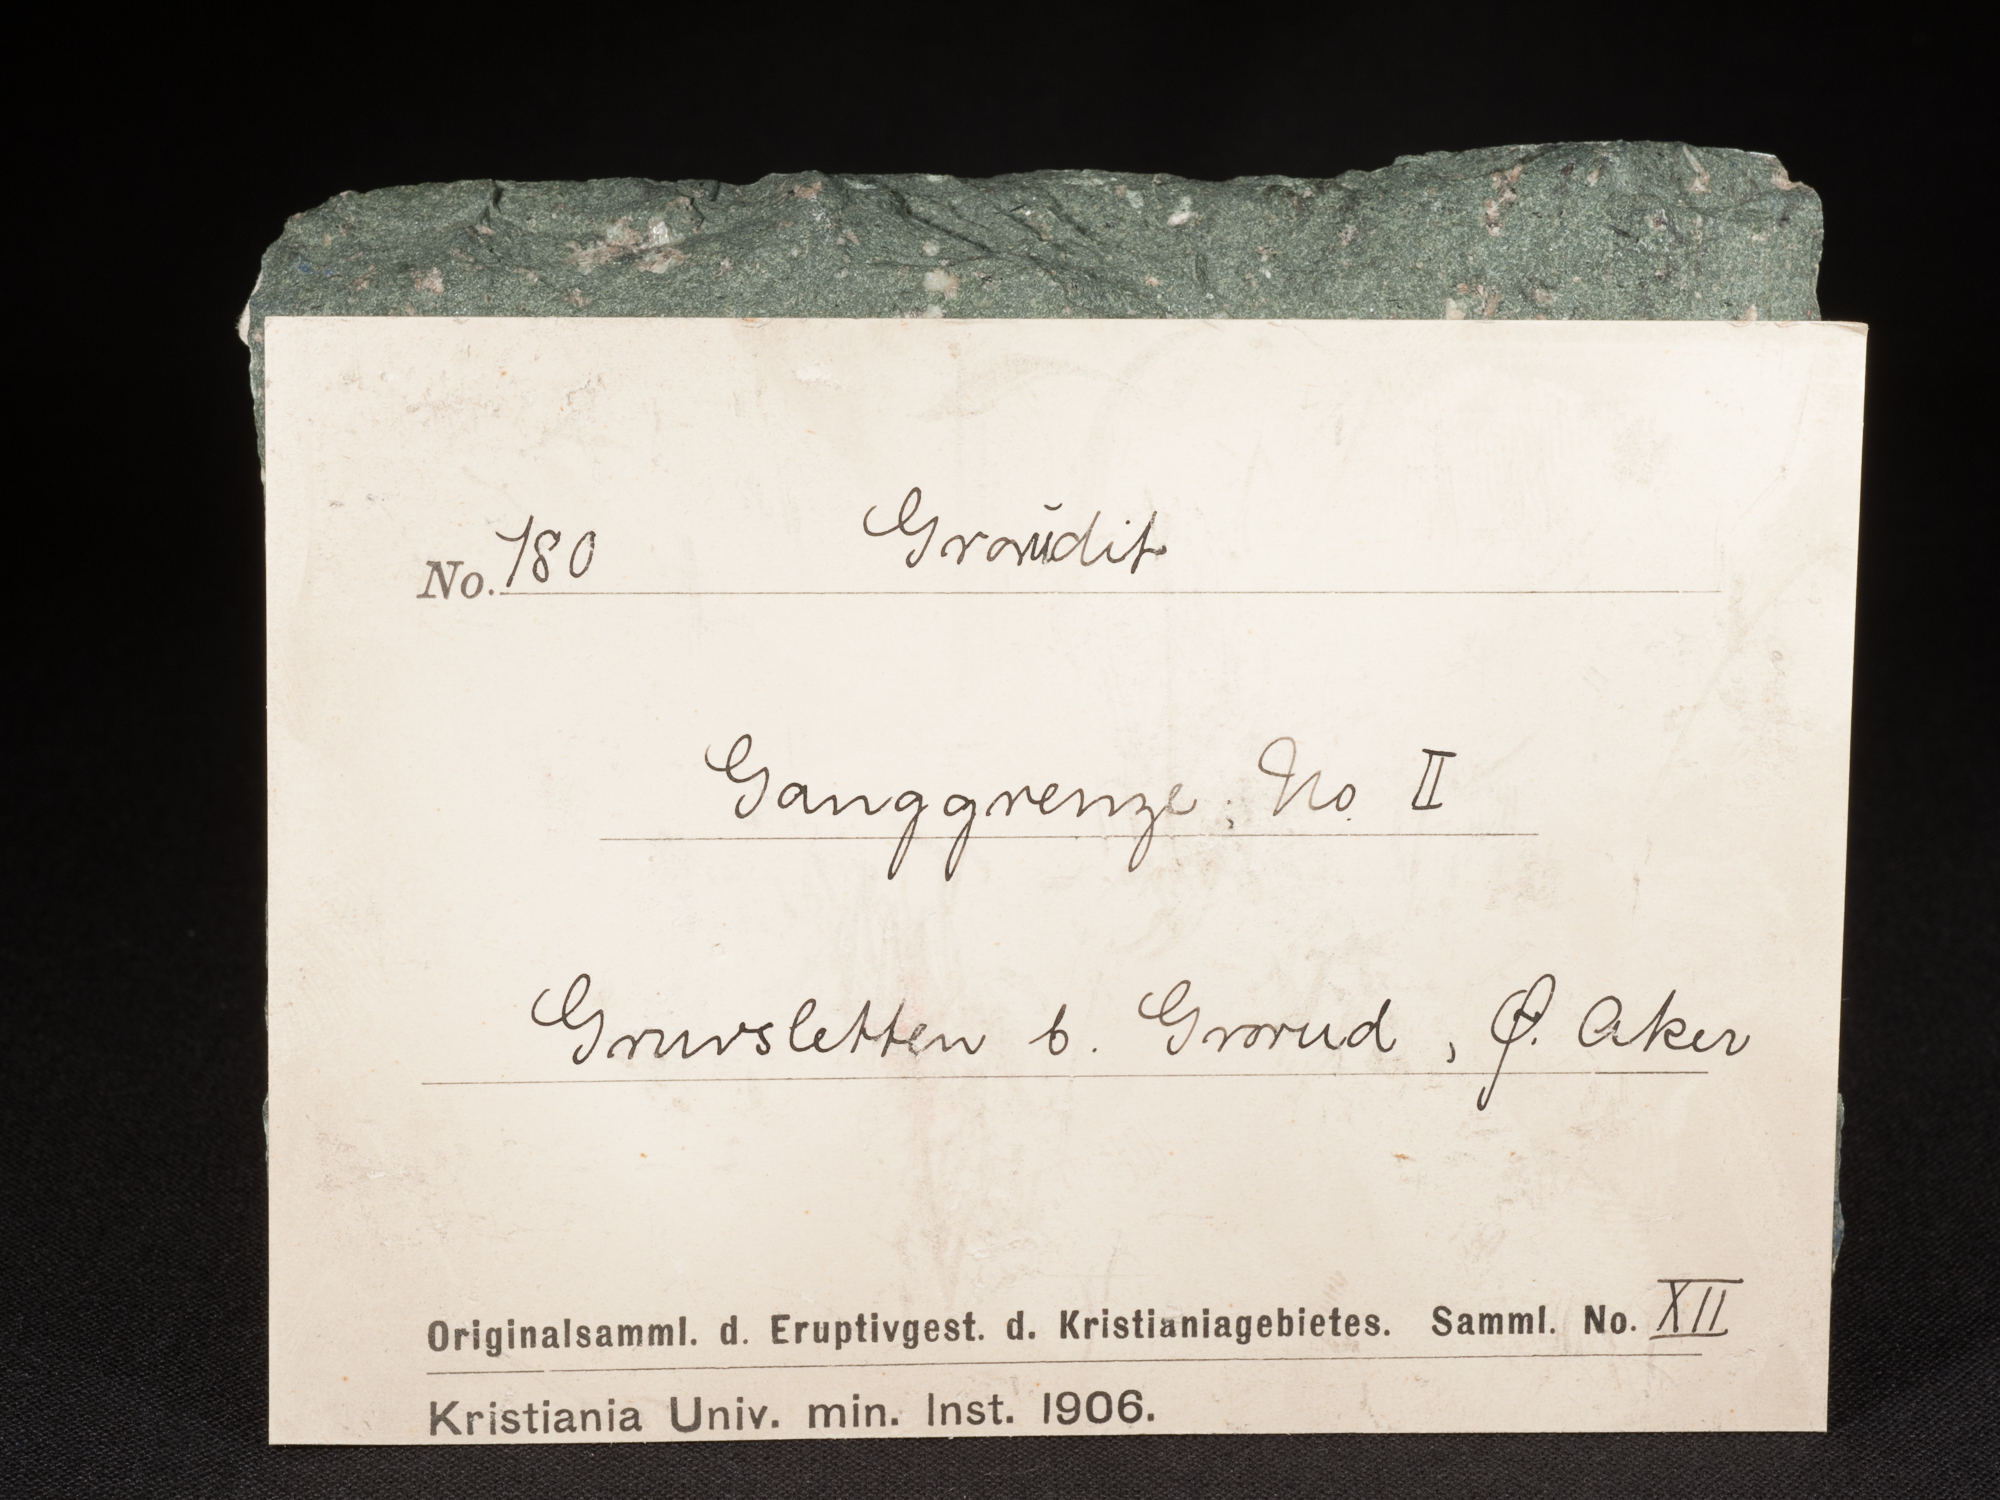 No. 180 Grorudit
Ganggrenze; No. II
Grursletten b. Grorud, Ø. Aker
Originalsamml. d. Eruptivgest. d. Kristianiagebietes. Samml. No. XII
Kristiania Univ. min. Inst. 1906.